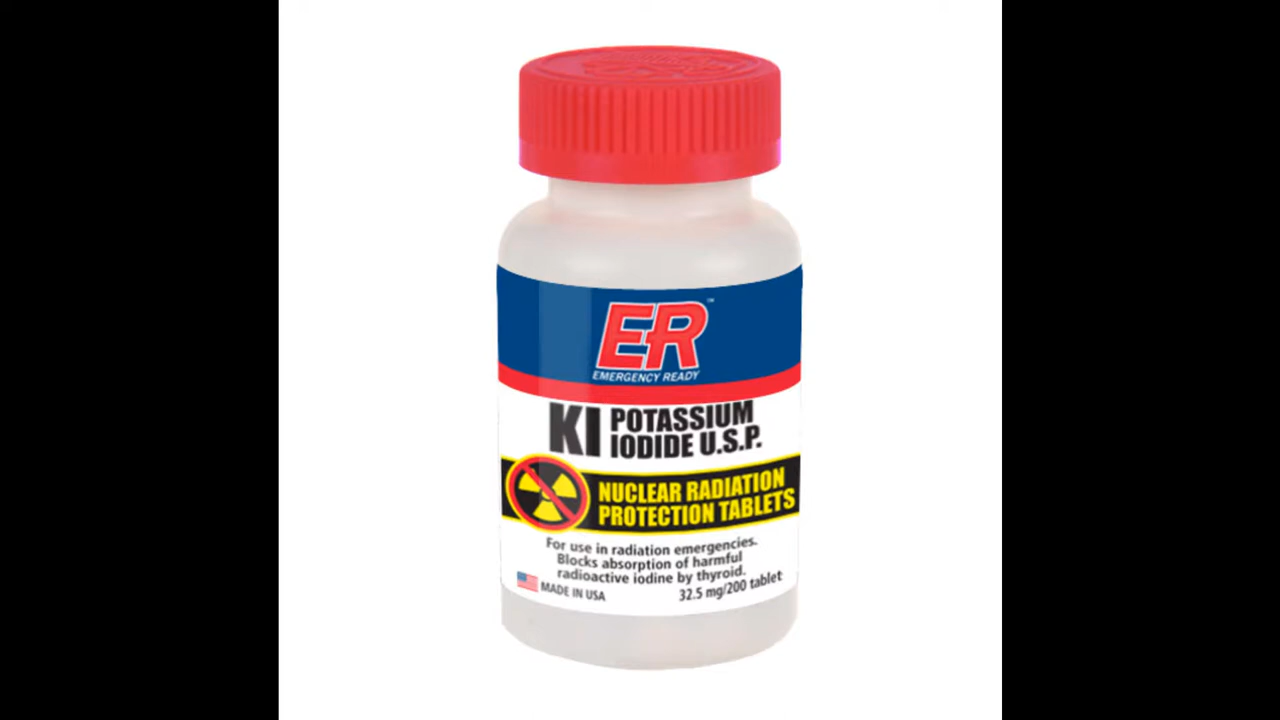 ER™
EMERGENCY READY
KI POTASSIUM
IODIDE U.S.P.
NUCLEAR RADIATION
PROTECTION TABLETS
For use in radiation emergencies.
Blocks absorption of harmful
radioactive iodine by thyroid.
MADE IN USA
32.5 mg/200 tablet